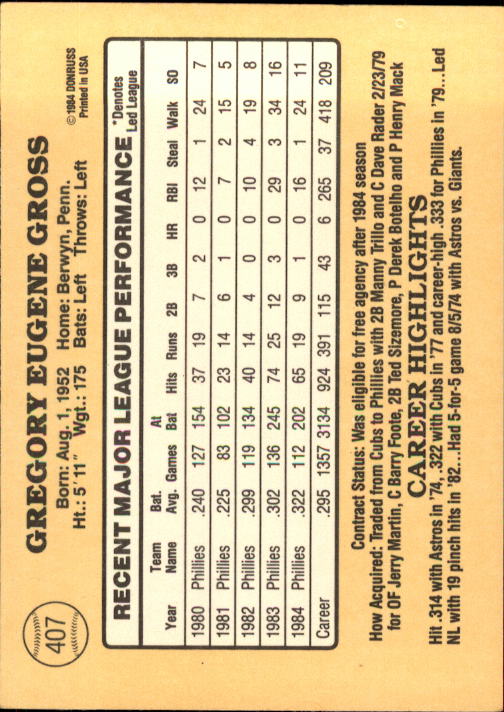 407
GREGORY EUGENE GROSS
Born: Aug. 1, 1952 Home: Berwyn, Penn.
Ht.: 5' 11" Wgt.: 175 Bats: Left Throws: Left
© 1984 DONRUSS
Printed in USA
RECENT MAJOR LEAGUE PERFORMANCE *Denotes Led League
Year Team Name Bat. Avg. Games At Bat Hits Runs 2B 3B HR RBI Steal Walk SO
1980 Phillies .240 127 154 37 19 7 2 0 12 1 24 7
1981 Phillies .225 83 102 23 14 6 1 0 7 2 15 5
1982 Phillies .299 119 134 40 14 4 0 0 10 4 19 8
1983 Phillies .302 136 245 74 25 12 3 0 29 3 34 16
1984 Phillies .322 112 202 65 19 9 1 0 16 1 24 11
Career .295 1357 3134 924 391 115 43 6 265 37 418 209
Contract Status: Was eligible for free agency after 1984 season
How Acquired: Traded from Cubs to Phillies with 2B Manny Trillo and C Dave Rader 2/23/79
for OF Jerry Martin, C Barry Foote, 2B Ted Sizemore, P Derek Botelho and P Henry Mack
CAREER HIGHLIGHTS
Hit .314 with Astros in '74, .322 with Cubs in '77 and career-high .333 for Phillies in '79...Led
NL with 19 pinch hits in '82...Had 5-for-5 game 8/5/74 with Astros vs. Giants.